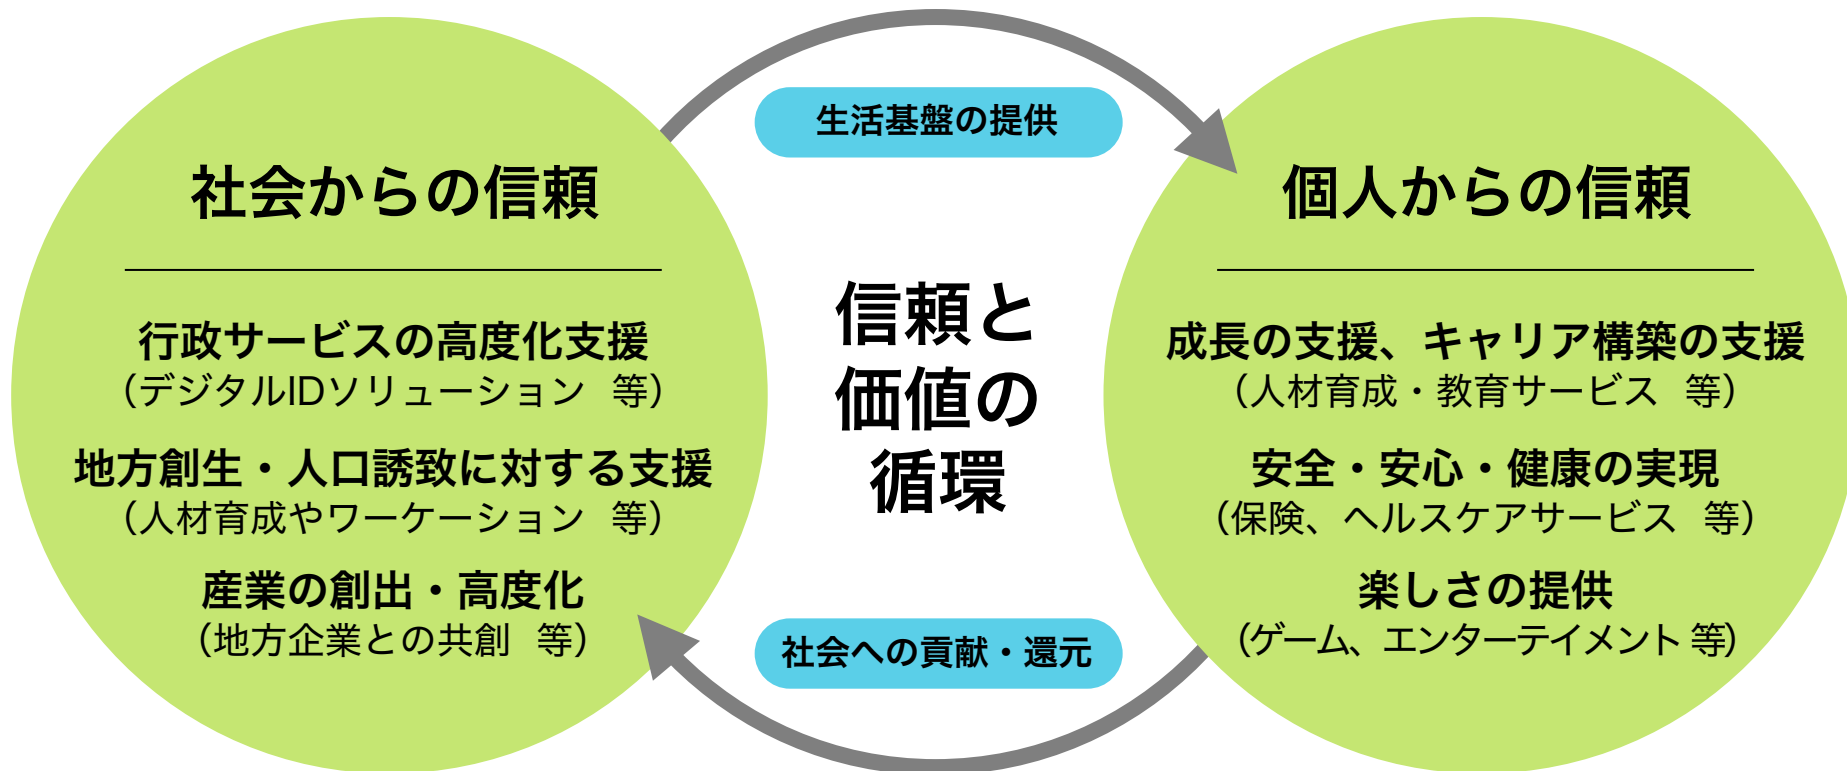 社会からの信頼
行政サービスの高度化支援
（デジタルIDソリューション 等）
地方創生・人口誘致に対する支援
（人材育成やワーケーション 等）
産業の創出・高度化
（地方企業との共創 等）
生活基盤の提供
信頼と
価値の
循環
社会への貢献・還元
個人からの信頼
成長の支援、キャリア構築の支援
（人材育成・教育サービス 等）
安全・安心・健康の実現
（保険、ヘルスケアサービス 等）
楽しさの提供
（ゲーム、エンターテイメント 等）